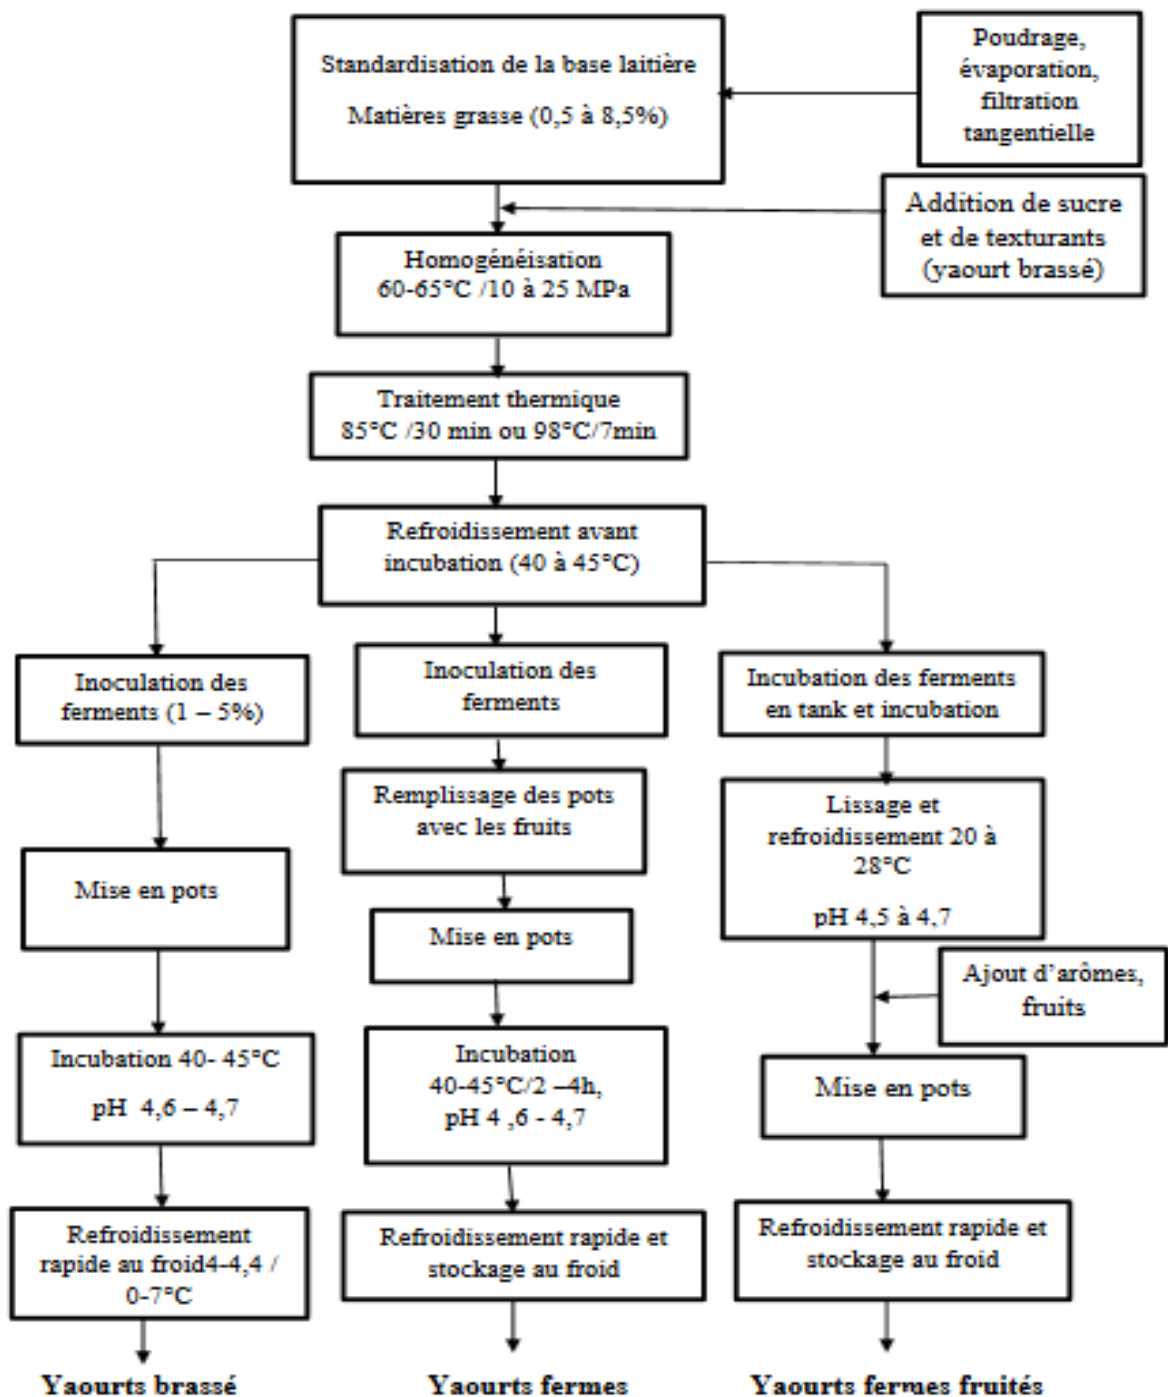 Standardisation de la base laitière
Matières grasse (0,5 à 8,5%)
Poudrage,
évaporation,
filtration
tangentielle
Addition de sucre
et de texturants
(yaourt brassé)
Homogénéisation
60-65°C /10 à 25 MPa
Traitement thermique
85°C /30 min ou 98°C/7min
Refroidissement avant
incubation (40 à 45°C)
Inoculation des
ferments (1 – 5%)
Mise en pots
Incubation 40- 45°C
pH 4,6 – 4,7
Refroidissement
rapide au froid4-4,4 /
0-7°C
Yaourts brassé
Inoculation des
ferments
Remplissage des pots
avec les fruits
Mise en pots
Incubation
40-45°C/2 –4h,
pH 4 ,6 - 4,7
Refroidissement rapide et
stockage au froid
Yaourts fermes
Incubation des ferments
en tank et incubation
Lissage et
refroidissement 20 à
28°C
pH 4,5 à 4,7
Ajout d’arômes,
fruits
Mise en pots
Refroidissement rapide et
stockage au froid
Yaourts fermes fruités